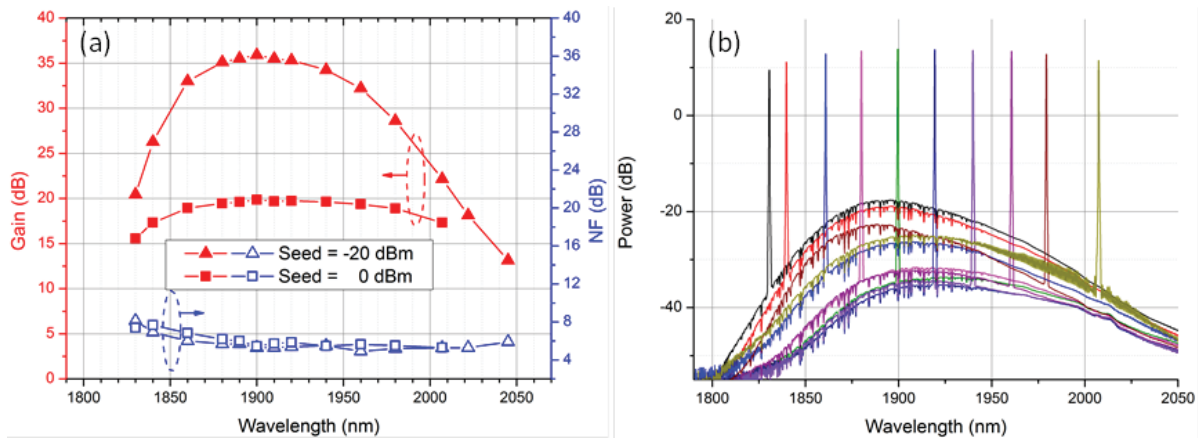 (a)
Gain (dB)
40
35
30
25
20
15
10
5
0
Seed = -20 dBm
Seed = 0 dBm
40
36
32
28
24
20
16
12
8
4
NF (dB)
1800 1850 1900 1950 2000 2050
Wavelength (nm)
(b)
Power (dB)
20
0
-20
-40
1800 1850 1900 1950 2000 2050
Wavelength (nm)